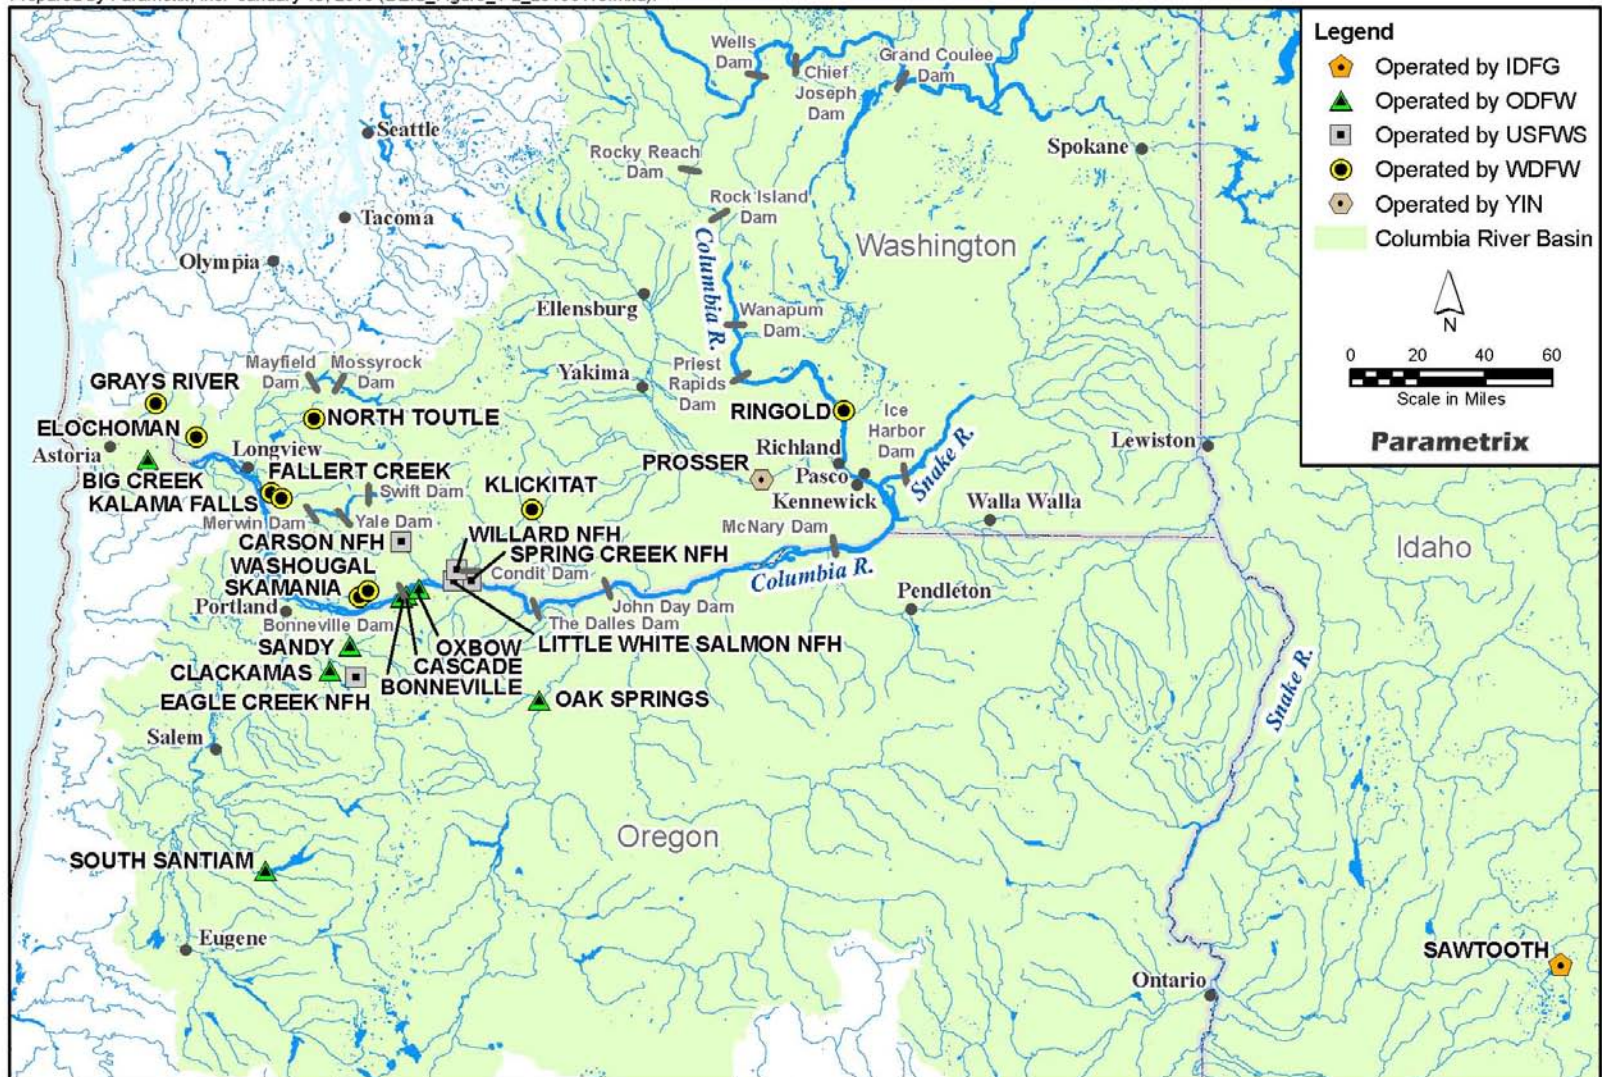 Legend
Operated by IDFG
Operated by ODFW
Operated by USFWS
Operated by WDFW
Operated by YIN
Columbia River Basin
N
0 20 40 60
Scale in Miles
Parametrix
Wells
Dam
Chief
Joseph
Dam
Grand Coulee
Dam
Seattle
Spokane
Rocky Reach
Dam
Rock Island
Dam
Tacoma
Columbia R.
Washington
Olympia
Ellensburg
Wanapum
Dam
Mayfield
Dam
Mossyrock
Dam
Yakima
Priest
Rapids
Dam
GRAYS RIVER
NORTH TOUTLE
RINGOLD
Ice
Harbor
Dam
ELOCHOMAN
Astoria
Longview
Richland
Lewiston
BIG CREEK
FALLERT CREEK
PROSSER
Pasco
Snake R.
KALAMA FALLS
Swift Dam
KLICKITAT
Kennewick
Walla Walla
Merwin Dam
Yale Dam
McNary Dam
CARSON NFH
WILLARD NFH
SPRING CREEK NFH
Idaho
WASHOUGAL
Condit Dam
Columbia R.
SKAMANIA
Pendleton
Portland
John Day Dam
Bonneville Dam
The Dalles Dam
SANDY
OXBOW
LITTLE WHITE SALMON NFH
CLACKAMAS
CASCADE
BONNEVILLE
EAGLE CREEK NFH
OAK SPRINGS
Snake R.
Salem
Oregon
SOUTH SANTIAM
Eugene
SAWTOOTH
Ontario